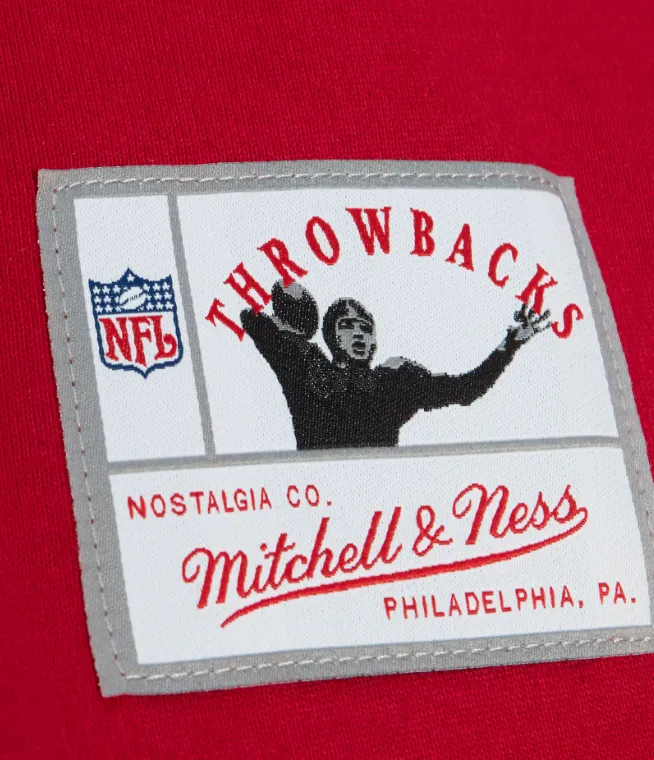 THROWBACKS
NFL
NOSTALGIA CO.
Mitchell & Ness
PHILADELPHIA, PA.